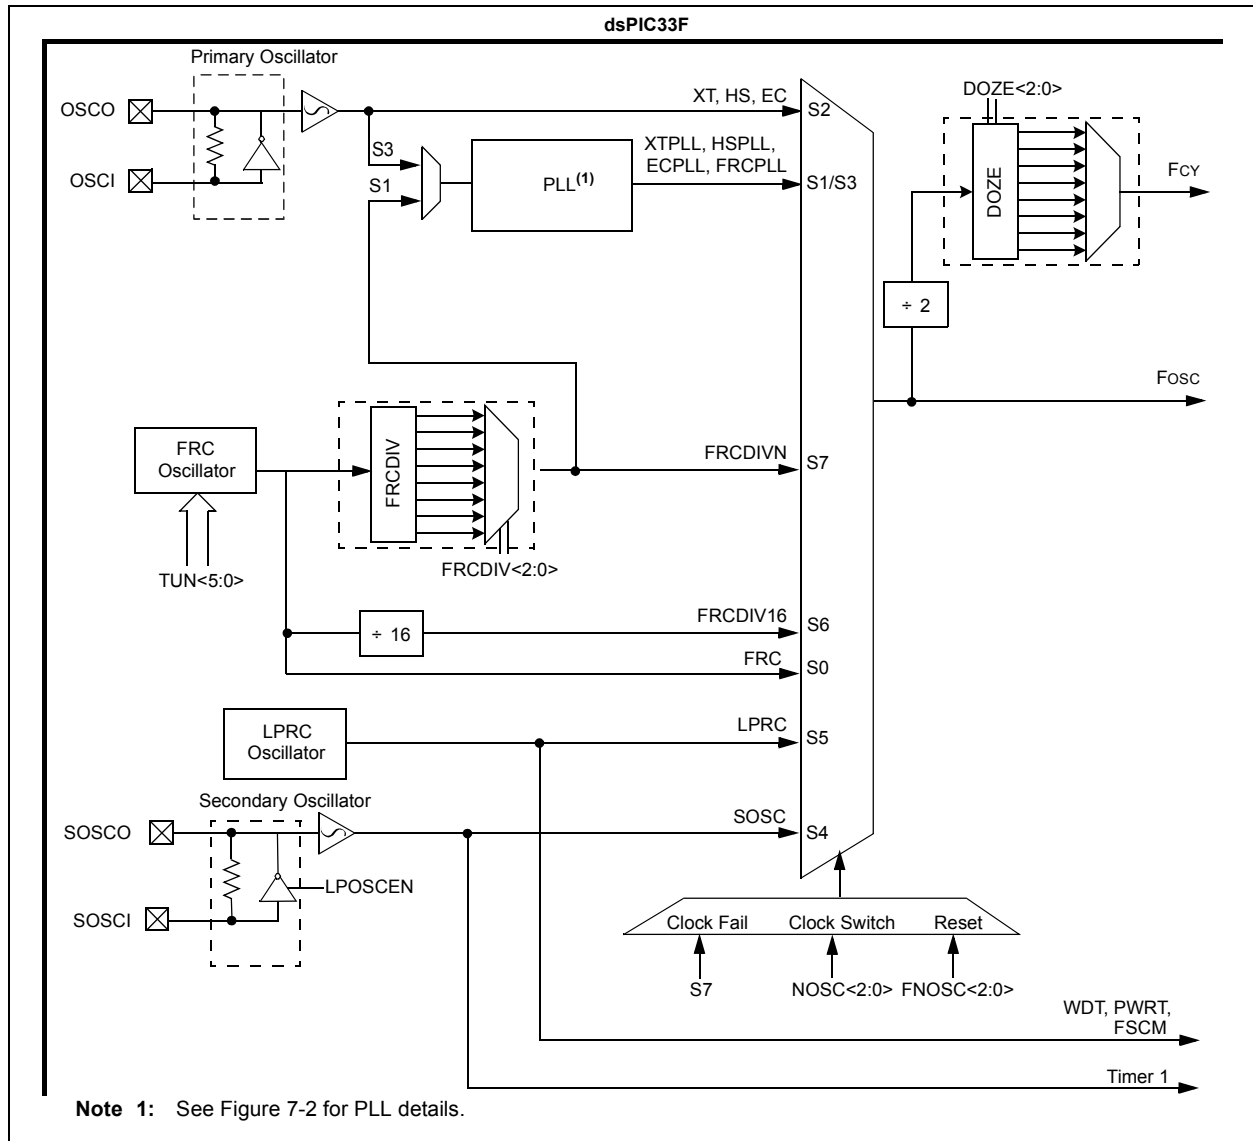 dsPIC33F
Primary Oscillator
OSCO
OSCI
XT, HS, EC
S2
S3
S1
PLL(1)
XTPLL, HSPLL,
ECPLL, FRCPLL
S1/S3
DOZE<2:0>
DOZE
FCY
÷ 2
FOSC
FRC
Oscillator
TUN<5:0>
FRCDIV
FRCDIV<2:0>
FRCDIVN
S7
÷ 16
FRCDIV16
S6
FRC
S0
LPRC
Oscillator
LPRC
S5
Secondary Oscillator
SOSCO
SOSCI
LPOSCEN
SOSC
S4
Clock Fail
Clock Switch
Reset
S7
NOSC<2:0>
FNOSC<2:0>
WDT, PWRT,
FSCM
Timer 1
Note 1: See Figure 7-2 for PLL details.